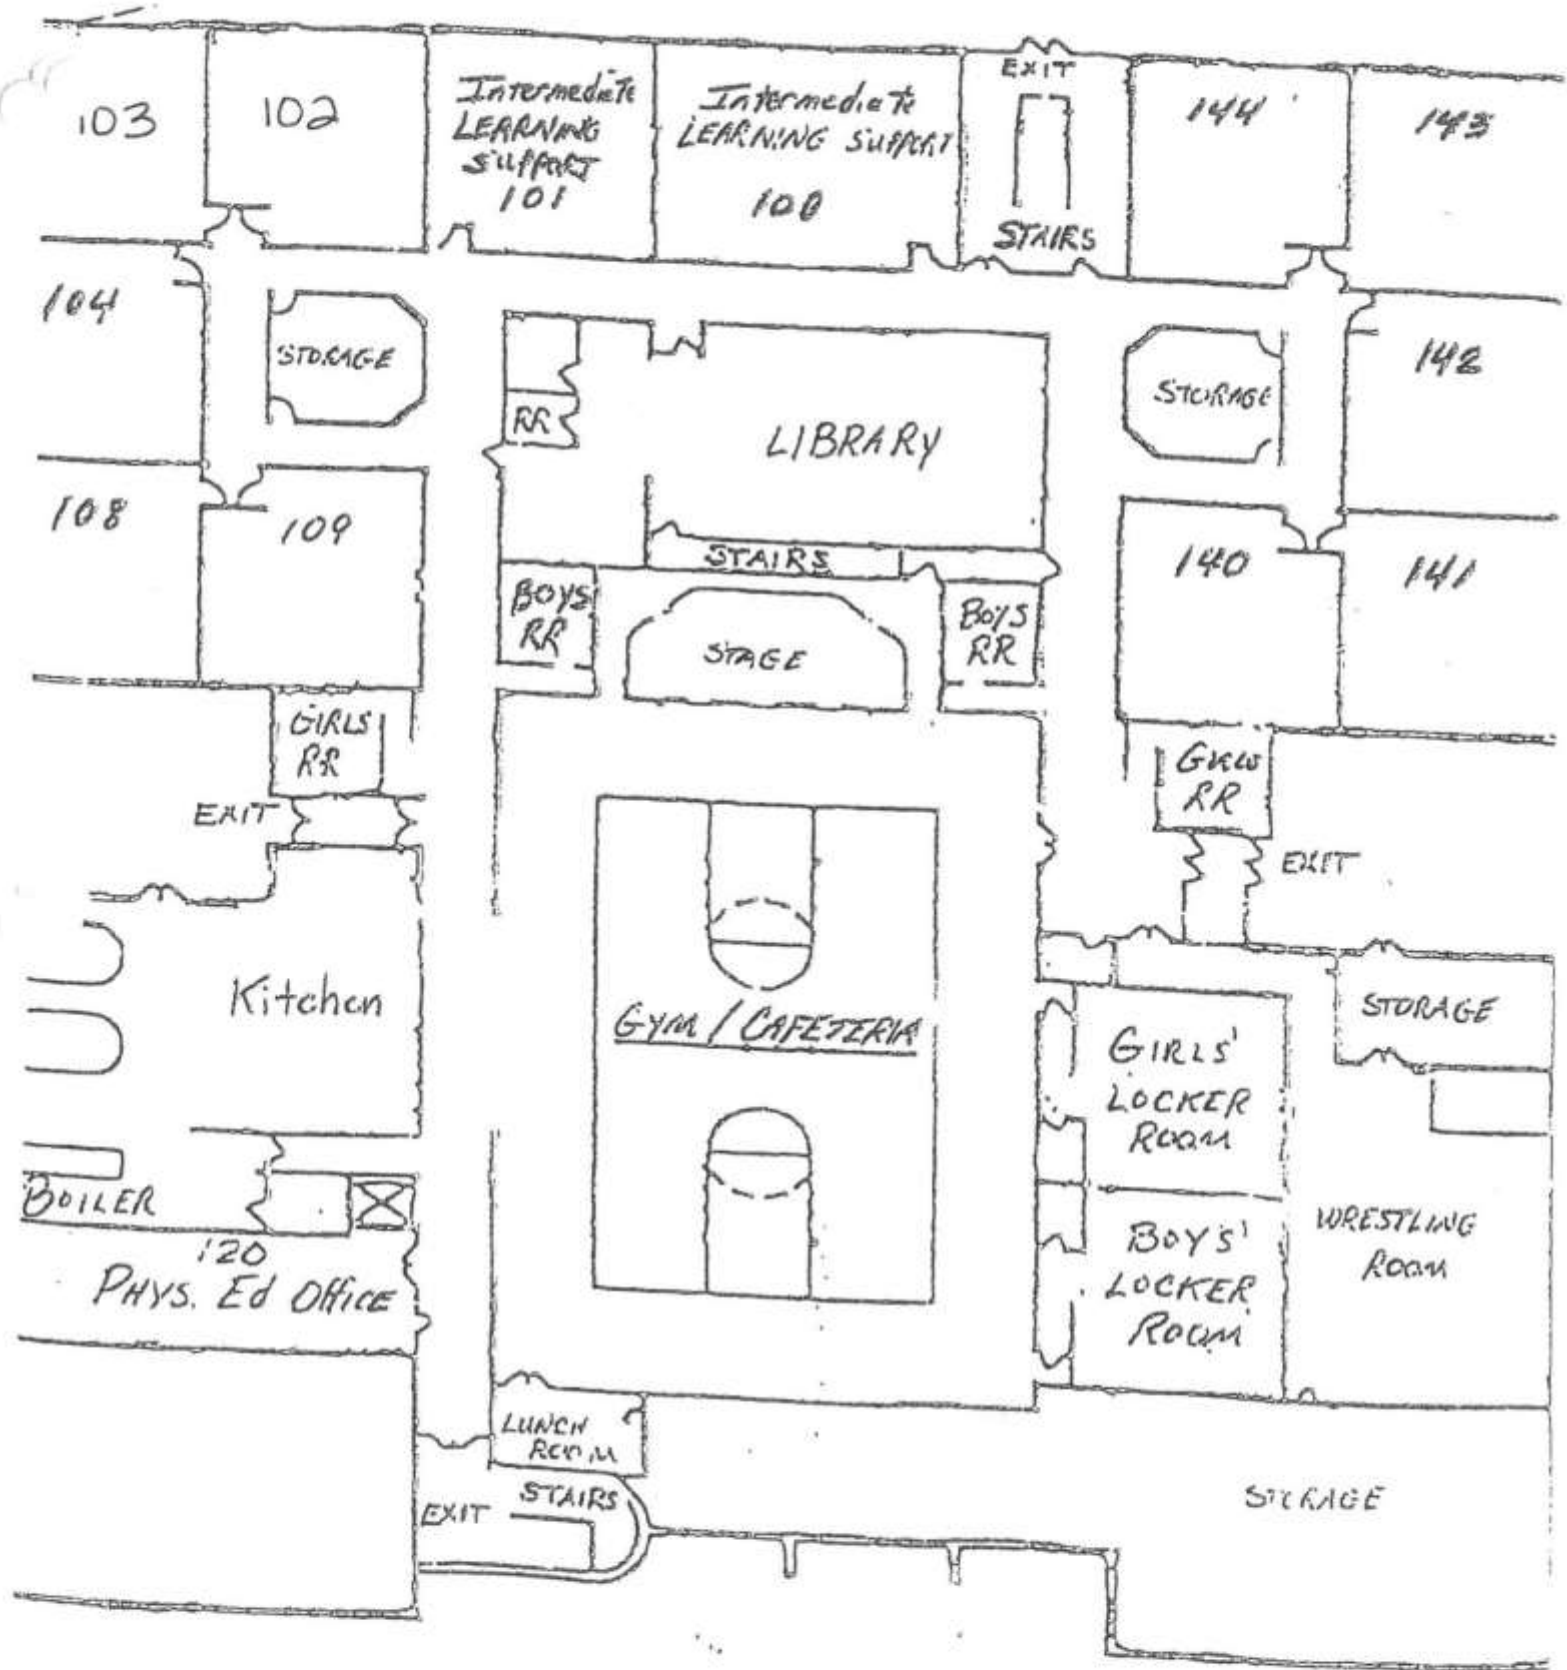 103
102
Intermediate
LEARNING
SUPPORT
101
Intermediate
LEARNING SUPPORT
100
EXIT
STAIRS
144
143
104
STORAGE
RR
LIBRARY
STORAGE
142
108
109
STAIRS
BOYS
RR
STAGE
BOYS
RR
140
141
GIRLS
RR
EXIT
RR
EXIT
Kitchen
GYM / CAFETERIA
STORAGE
GIRLS'
LOCKER
ROOM
BOILER
120
PHYS. Ed Office
BOY'S'
LOCKER
ROOM
WRESTLING
ROOM
LUNCH
ROOM
STAIRS
EXIT
STORAGE